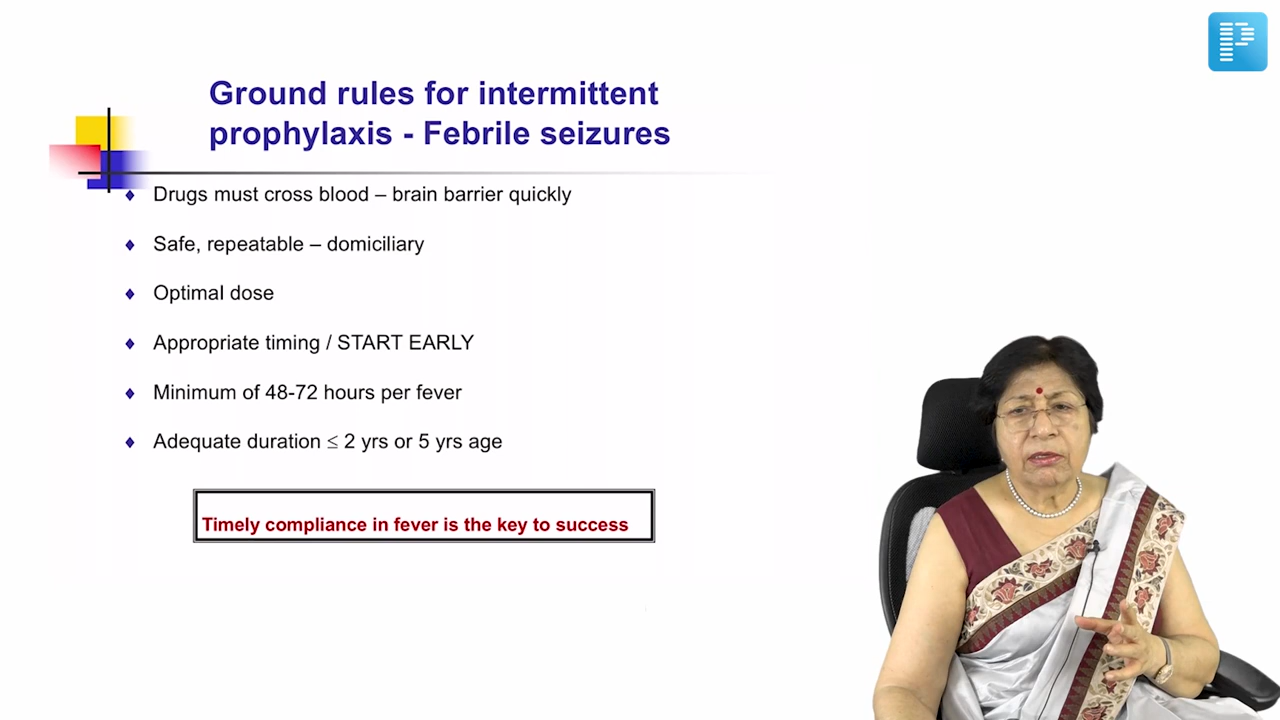 Ground rules for intermittent
prophylaxis - Febrile seizures
Drugs must cross blood – brain barrier quickly
Safe, repeatable – domiciliary
Optimal dose
Appropriate timing / START EARLY
Minimum of 48-72 hours per fever
Adequate duration ≤ 2 yrs or 5 yrs age
Timely compliance in fever is the key to success